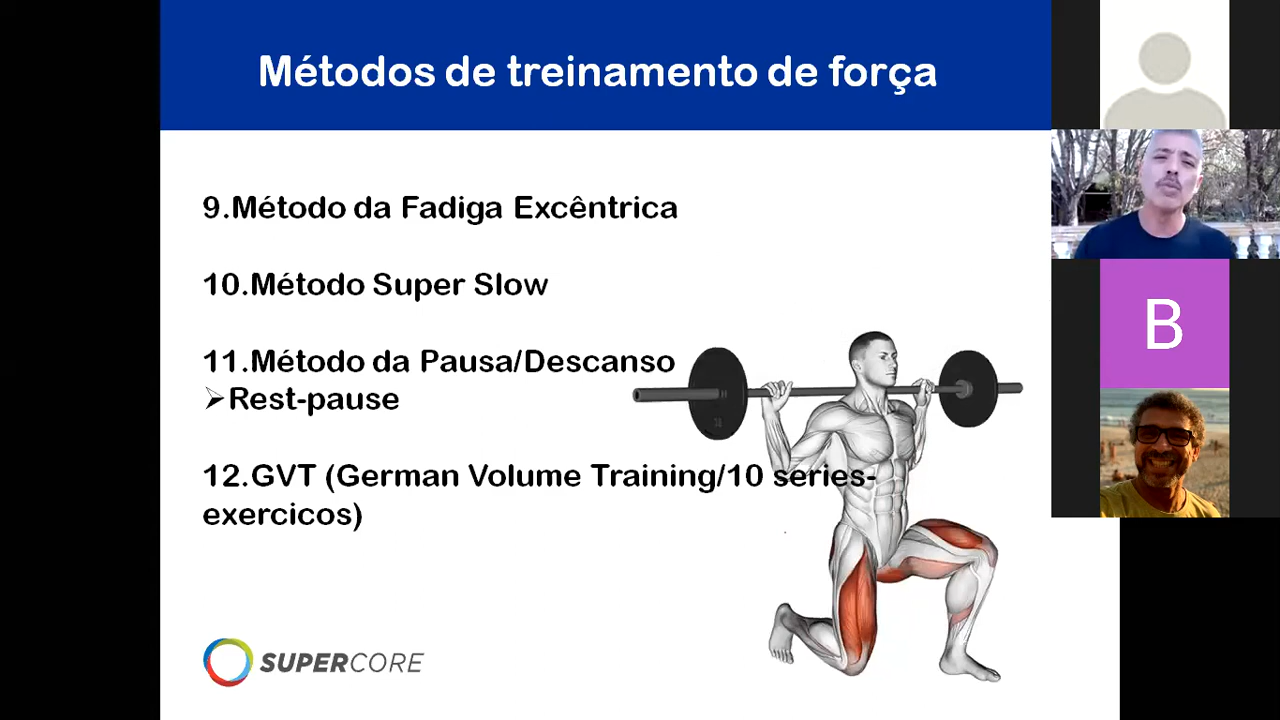 Métodos de treinamento de força
9.Método da Fadiga Excêntrica
10.Método Super Slow
11.Método da Pausa/Descanso
➢Rest-pause
12.GVT (German Volume Training/10 series-
exercicos)
SUPERCORE
B